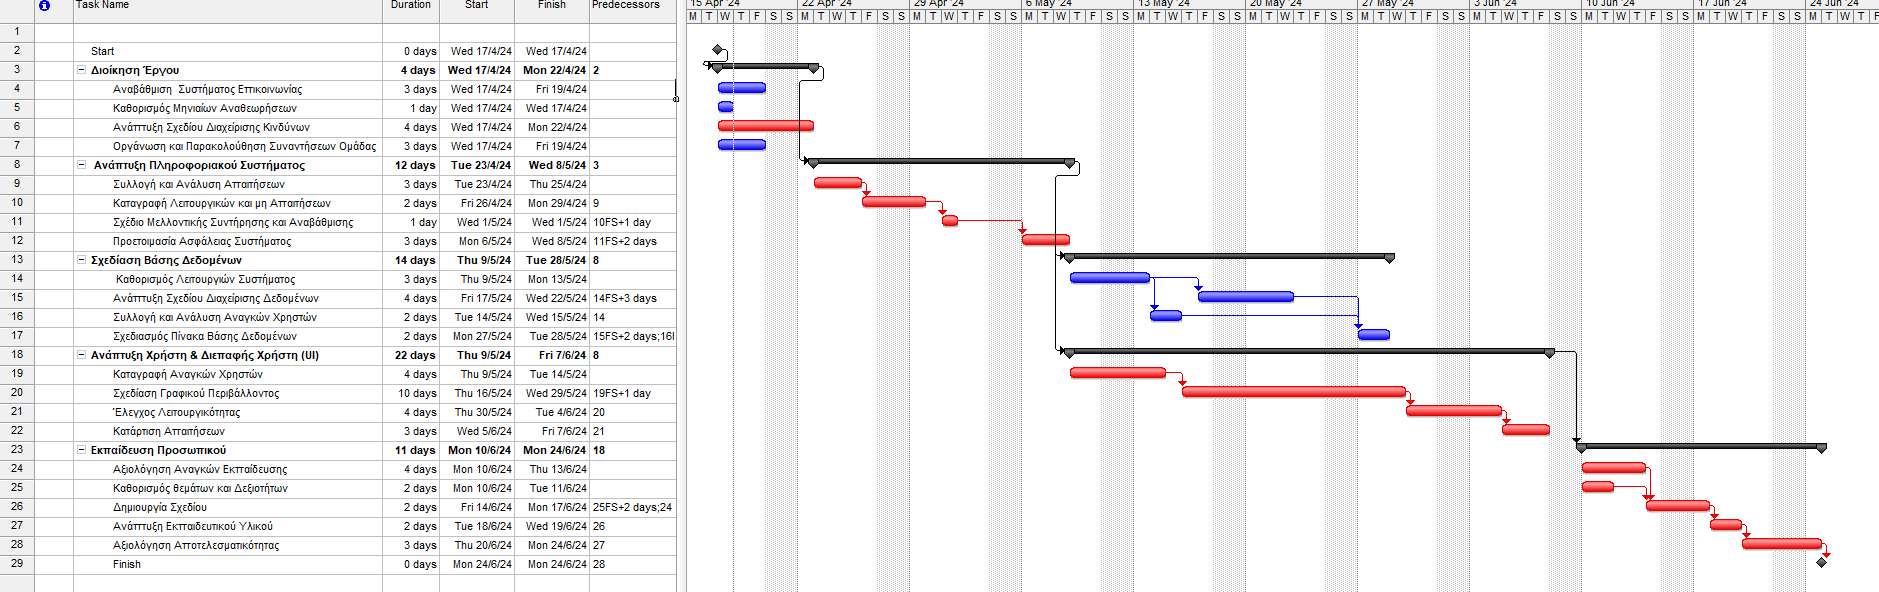 Task Name Duration Start Finish Predecessors 15 Apr '24 22 Apr '24 29 Apr '24 6 May '24 13 May '24 20 May '24 27 May '24 3 Jun '24 10 Jun '24 17 Jun '24 24 Jun '24
M T W T F S S M T W T F S S M T W T F S S M T W T F S S M T W T F S S M T W T F S S M T W T F S S M T W T F S S M T W T F S S M T W T F S S M T W T F
1
2 Start 0 days Wed 17/4/24 Wed 17/4/24
3 Διοίκηση Έργου 4 days Wed 17/4/24 Mon 22/4/24 2
4 Αναβάθμιση Συστήματος Επικοινωνίας 3 days Wed 17/4/24 Fri 19/4/24
5 Καθορισμός Μηνιαίων Αναθεωρήσεων 1 day Wed 17/4/24 Wed 17/4/24
6 Ανάπτυξη Σχεδίου Διαχείρισης Κινδύνων 4 days Wed 17/4/24 Mon 22/4/24
7 Οργάνωση και Παρακολούθηση Συναντήσεων Ομάδας 3 days Wed 17/4/24 Fri 19/4/24
8 Ανάπτυξη Πληροφοριακού Συστήματος 12 days Tue 23/4/24 Wed 8/5/24 3
9 Συλλογή και Ανάλυση Απαιτήσεων 3 days Tue 23/4/24 Thu 25/4/24
10 Καταγραφή Λειτουργικών και μη Απαιτήσεων 2 days Fri 26/4/24 Mon 29/4/24 9
11 Σχέδιο Μελλοντικής Συντήρησης και Αναβάθμισης 1 day Wed 1/5/24 Wed 1/5/24 10FS+1 day
12 Προετοιμασία Ασφάλειας Συστήματος 3 days Mon 6/5/24 Wed 8/5/24 11FS+2 days
13 Σχεδίαση Βάσης Δεδομένων 14 days Thu 9/5/24 Tue 28/5/24 8
14 Καθορισμός Λειτουργιών Συστήματος 3 days Thu 9/5/24 Mon 13/5/24
15 Ανάπτυξη Σχεδίου Διαχείρισης Δεδομένων 4 days Fri 17/5/24 Wed 22/5/24 14FS+3 days
16 Συλλογή και Ανάλυση Αναγκών Χρηστών 2 days Tue 14/5/24 Wed 15/5/24 14
17 Σχεδιασμός Πίνακα Βάσης Δεδομένων 2 days Mon 27/5/24 Tue 28/5/24 15FS+2 days;16
18 Ανάπτυξη Χρήστη & Διεπαφής Χρήστη (UI) 22 days Thu 9/5/24 Fri 7/6/24 8
19 Καταγραφή Αναγκών Χρηστών 4 days Thu 9/5/24 Tue 14/5/24
20 Σχεδίαση Γραφικού Περιβάλλοντος 10 days Thu 16/5/24 Wed 29/5/24 19FS+1 day
21 Έλεγχος Λειτουργικότητας 4 days Thu 30/5/24 Tue 4/6/24 20
22 Κατάρτιση Απαιτήσεων 3 days Wed 5/6/24 Fri 7/6/24 21
23 Εκπαίδευση Προσωπικού 11 days Mon 10/6/24 Mon 24/6/24 18
24 Αξιολόγηση Αναγκών Εκπαίδευσης 4 days Mon 10/6/24 Thu 13/6/24
25 Καθορισμός θεμάτων και Δεξιοτήτων 2 days Mon 10/6/24 Tue 11/6/24
26 Δημιουργία Σχεδίου 2 days Fri 14/6/24 Mon 17/6/24 25FS+2 days;24
27 Ανάπτυξη Εκπαιδευτικού Υλικού 2 days Tue 18/6/24 Wed 19/6/24 26
28 Αξιολόγηση Αποτελεσματικότητας 3 days Thu 20/6/24 Mon 24/6/24 27
29 Finish 0 days Mon 24/6/24 Mon 24/6/24 28